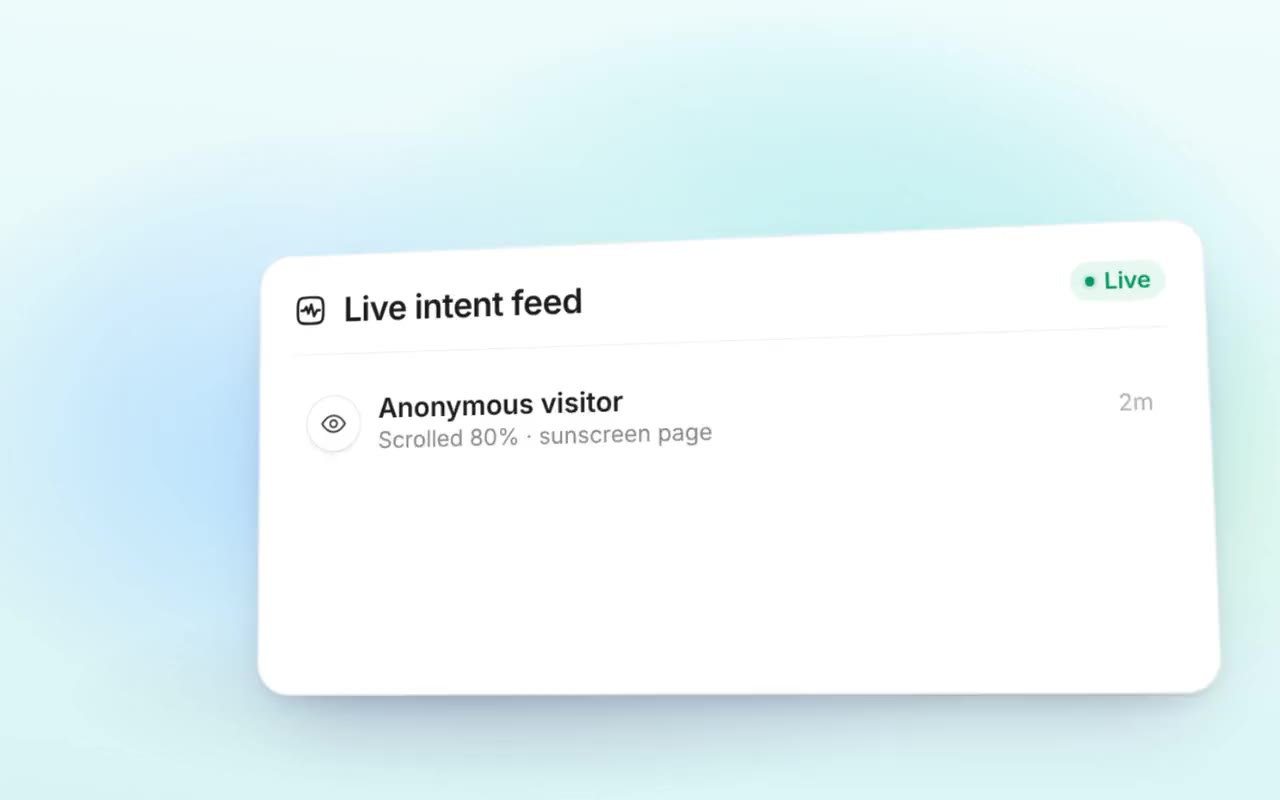 Live intent feed
Live
Anonymous visitor
2m
Scrolled 80% · sunscreen page